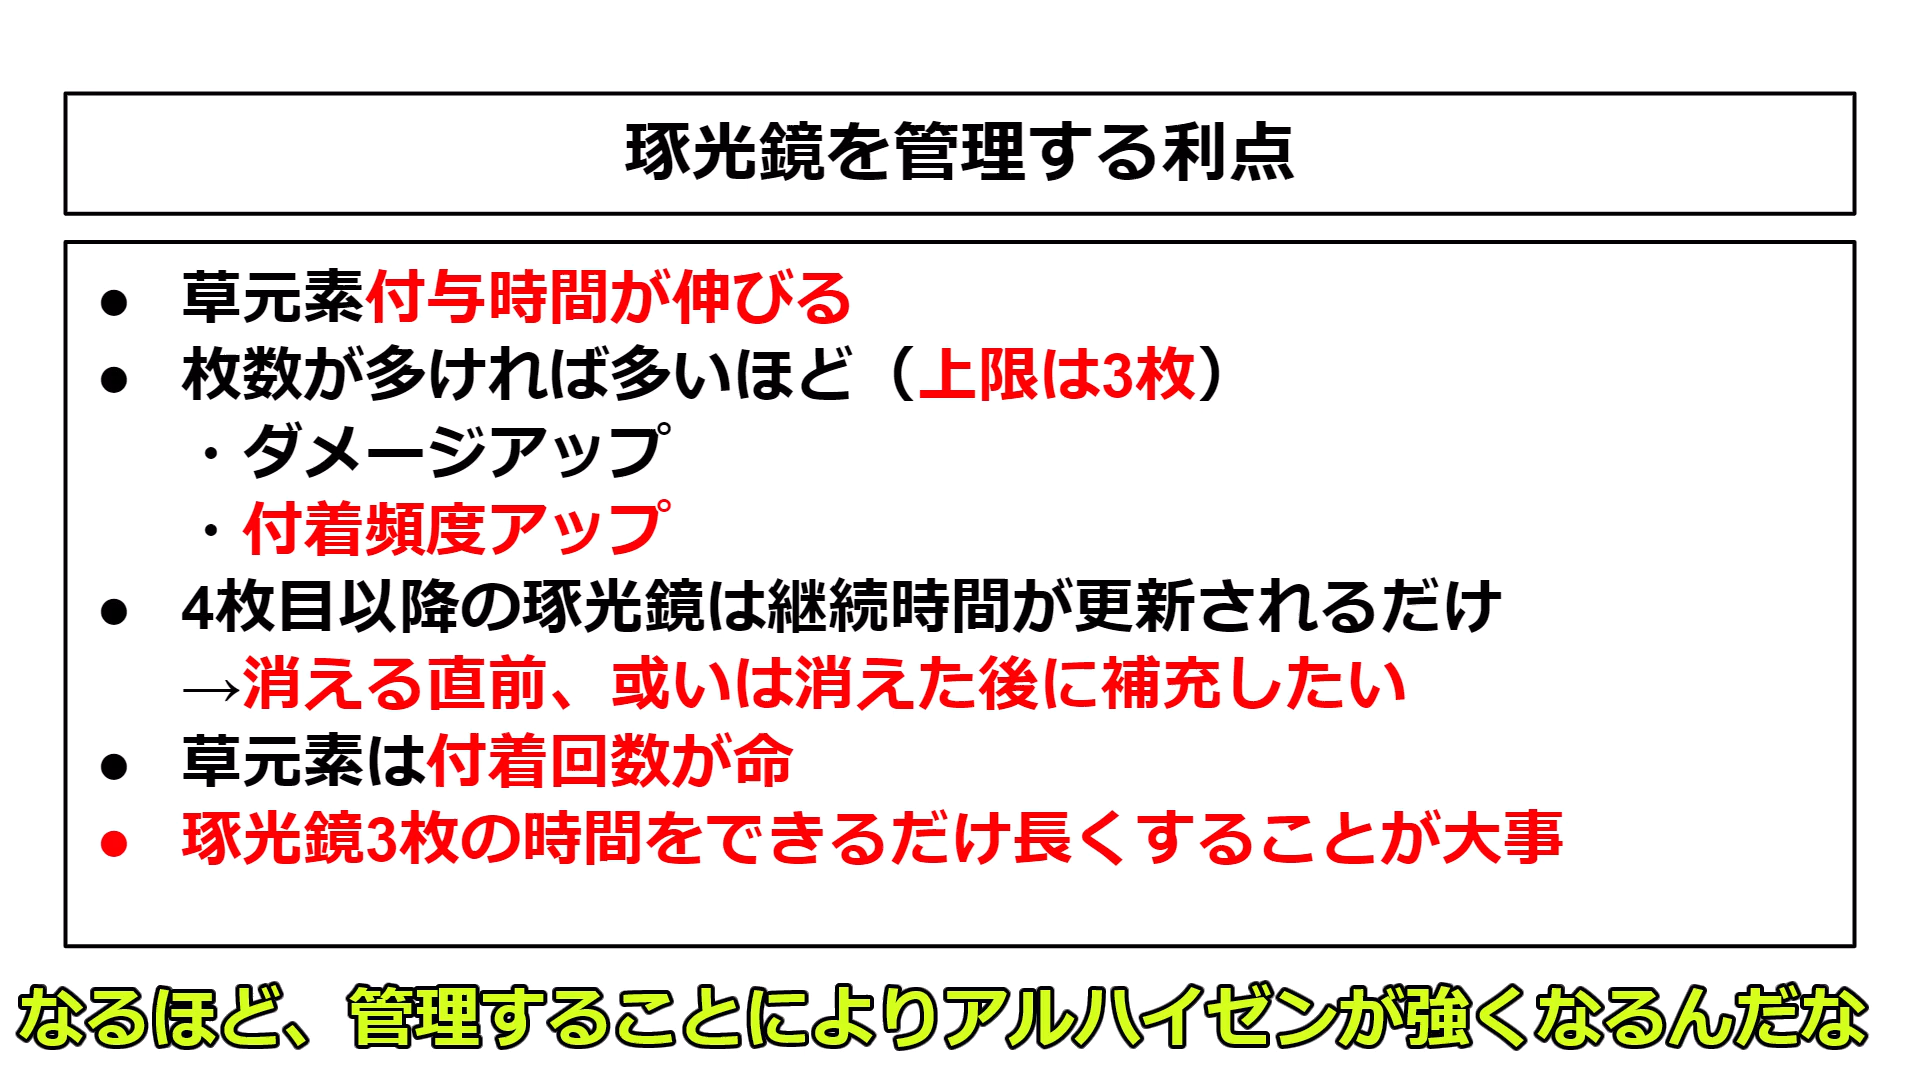 琢光鏡を管理する利点
● 草元素付与時間が伸びる
● 枚数が多ければ多いほど（上限は3枚）
・ダメージアップ
・付着頻度アップ
● 4枚目以降の琢光鏡は継続時間が更新されるだけ
→消える直前、或いは消えた後に補充したい
● 草元素は付着回数が命
● 琢光鏡3枚の時間をできるだけ長くすることが大事
なるほど、管理することによりアルハイゼンが強くなるんだな